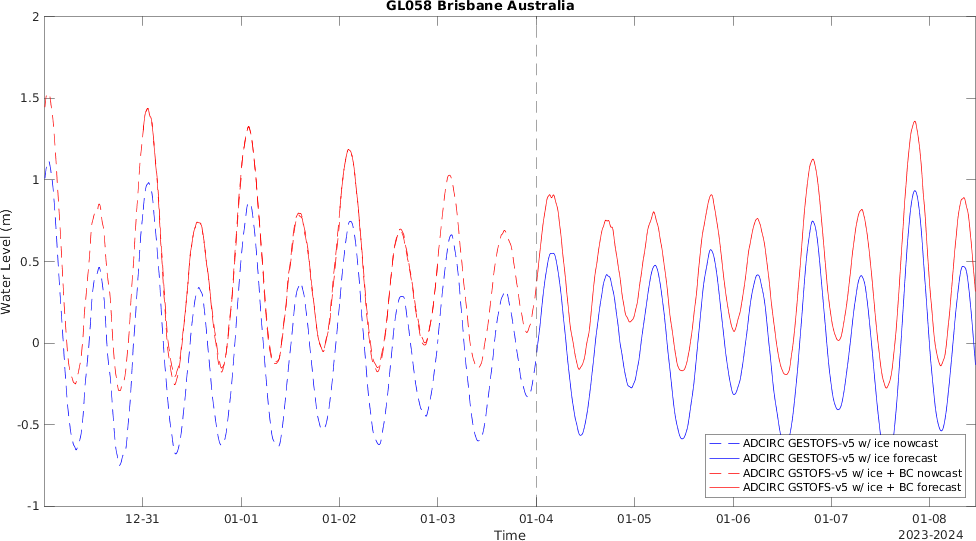 GL058 Brisbane Australia
2
1.5
1
0.5
0
-0.5
-1
Water Level (m)
ADCIRC GESTOFS-v5 w/ ice nowcast
ADCIRC GESTOFS-v5 w/ ice forecast
ADCIRC GSTOFS-v5 w/ ice + BC nowcast
ADCIRC GSTOFS-v5 w/ ice + BC forecast
12-31 01-01 01-02 01-03 01-04 01-05 01-06 01-07 01-08
Time
2023-2024